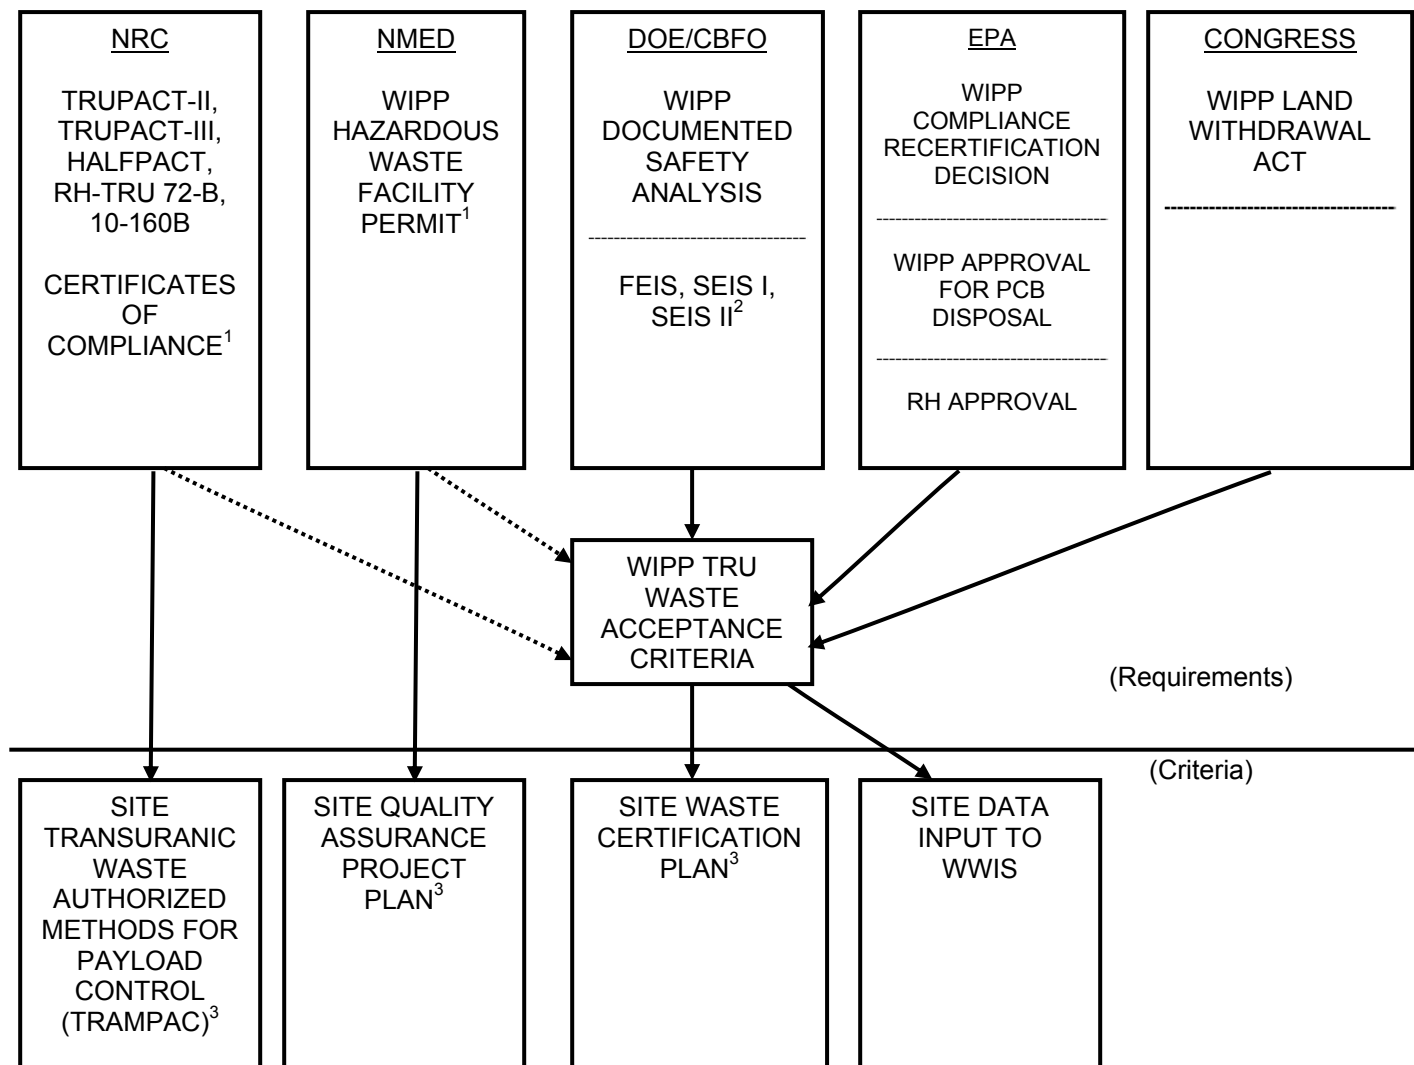 NRC
TRUPACT-II,
TRUPACT-III,
HALFPACT,
RH-TRU 72-B,
10-160B
CERTIFICATES
OF
COMPLIANCE¹
NMED
WIPP
HAZARDOUS
WASTE
FACILITY
PERMIT¹
DOE/CBFO
WIPP
DOCUMENTED
SAFETY
ANALYSIS
FEIS, SEIS I,
SEIS II²
EPA
WIPP
COMPLIANCE
RECERTIFICATION
DECISION
WIPP APPROVAL
FOR PCB
DISPOSAL
RH APPROVAL
CONGRESS
WIPP LAND
WITHDRAWAL
ACT
WIPP TRU
WASTE
ACCEPTANCE
CRITERIA
(Requirements)
(Criteria)
SITE
TRANSURANIC
WASTE
AUTHORIZED
METHODS FOR
PAYLOAD
CONTROL
(TRAMPAC)³
SITE QUALITY
ASSURANCE
PROJECT
PLAN³
SITE WASTE
CERTIFICATION
PLAN³
SITE DATA
INPUT TO
WWIS